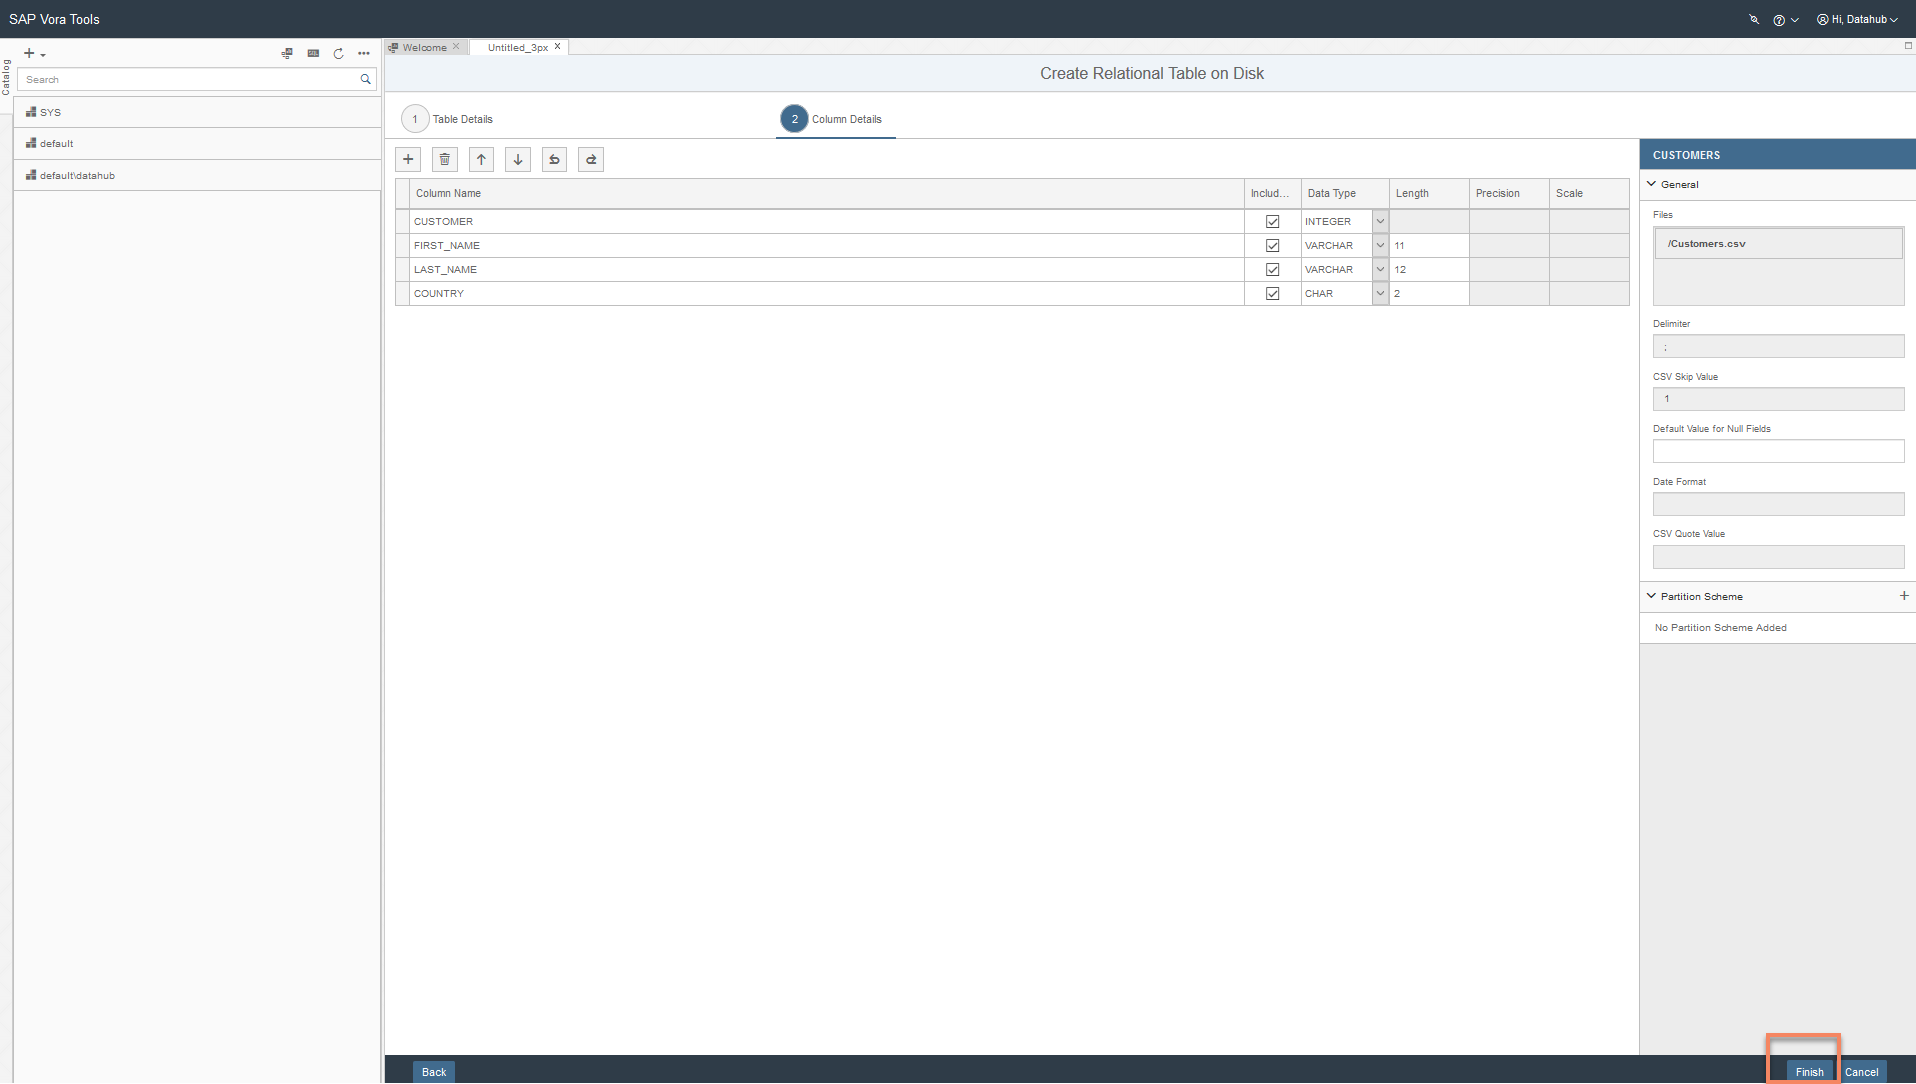 SAP Vora Tools
Hi, Datahub
Catalog
Search
SYS
default
default\datahub
Welcome
Untitled_3px
Create Relational Table on Disk
1 Table Details
2 Column Details
Column Name Includ... Data Type Length Precision Scale
CUSTOMER INTEGER
FIRST_NAME VARCHAR 11
LAST_NAME VARCHAR 12
COUNTRY CHAR 2
CUSTOMERS
General
Files
/Customers.csv
Delimiter
;
CSV Skip Value
1
Default Value for Null Fields
Date Format
CSV Quote Value
Partition Scheme
No Partition Scheme Added
Back
Finish
Cancel